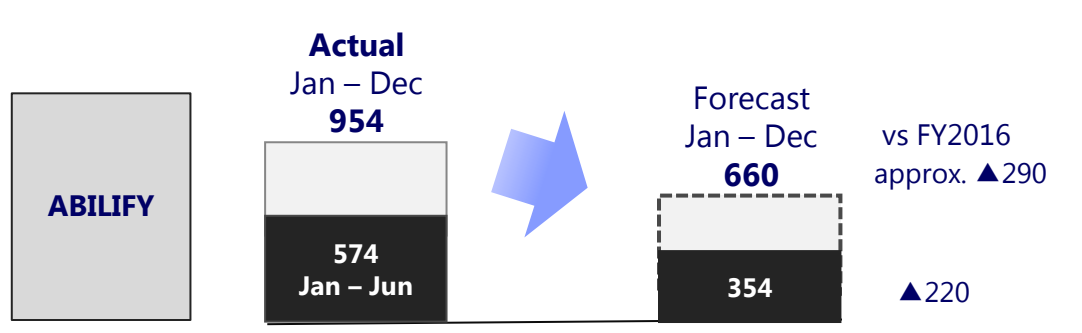 ABILIFY
Actual
Jan – Dec
954
574
Jan – Jun
Forecast
Jan – Dec
660
354
vs FY2016
approx. ▲290
▲220